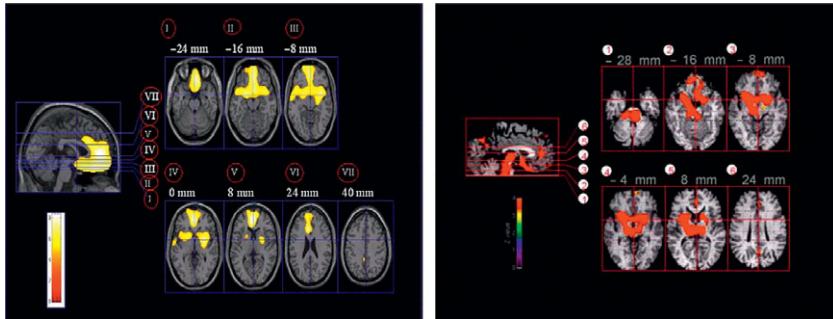 I II III
−24 mm −16 mm −8 mm
VII
VI
V
IV
III
II
I
IV V VI VII
0 mm 8 mm 24 mm 40 mm
1 2 3
- 28 mm - 16 mm - 8 mm
6
5
4
3
2
1
4 5 6
- 4 mm 8 mm 24 mm